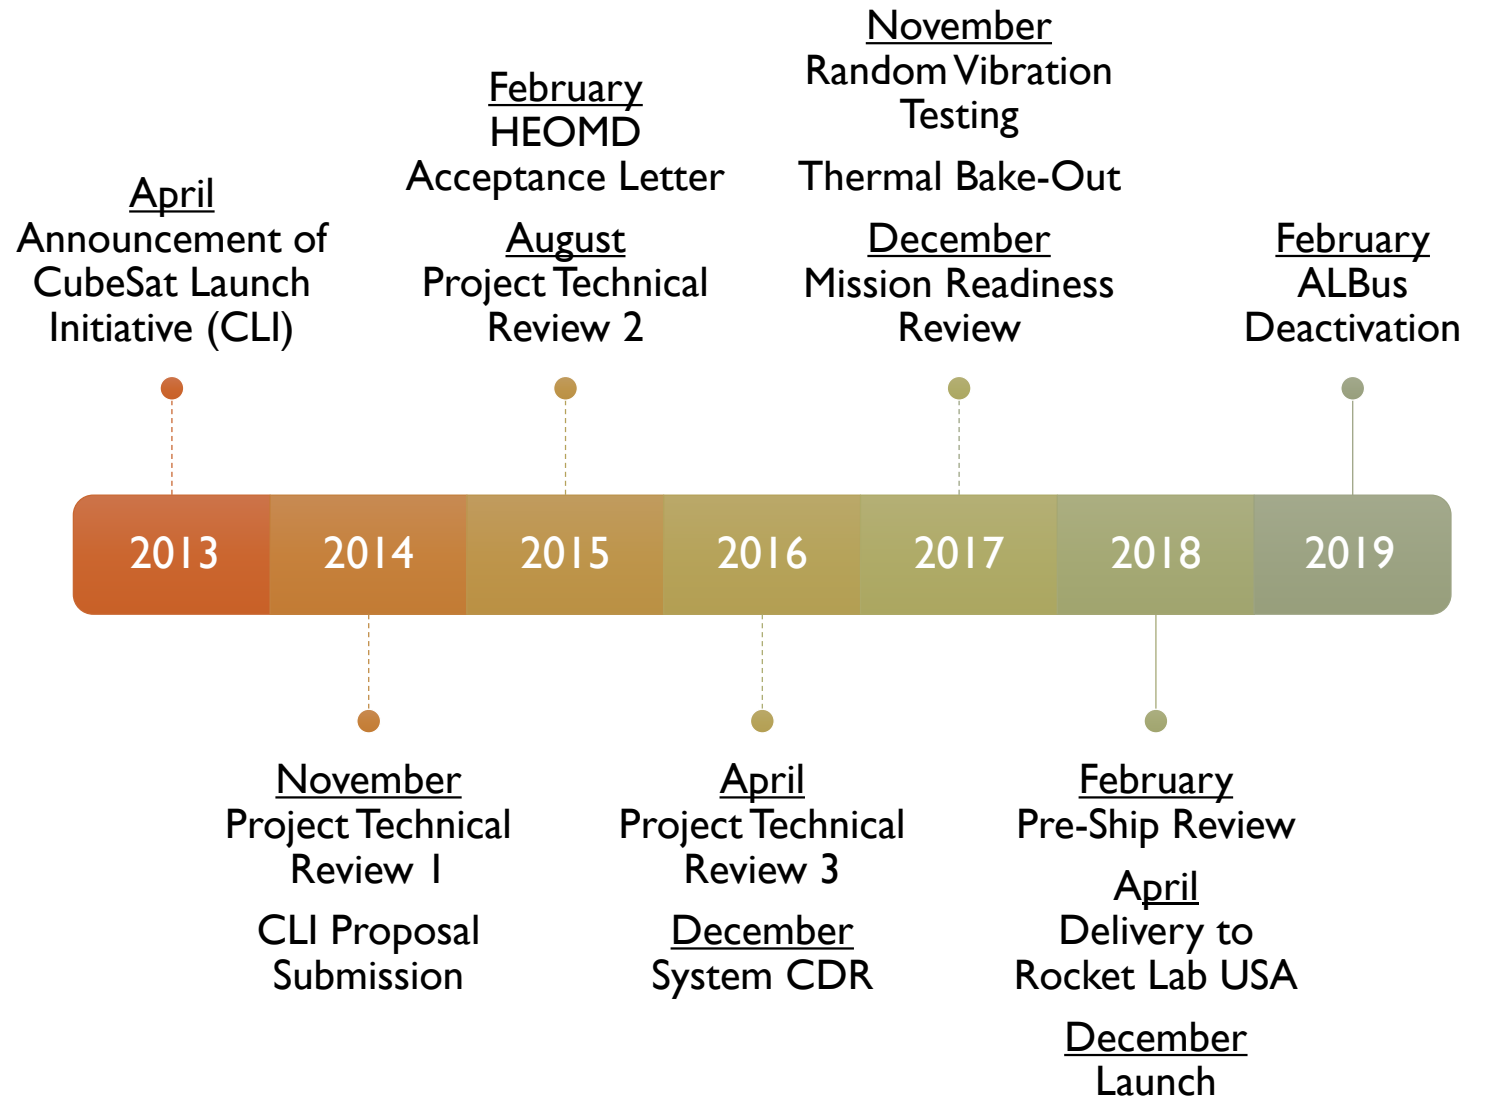 April
Announcement of
CubeSat Launch
Initiative (CLI)
February
HEOMD
Acceptance Letter
August
Project Technical
Review 2
November
Random Vibration
Testing
Thermal Bake-Out
December
Mission Readiness
Review
February
ALBus
Deactivation
2013 2014 2015 2016 2017 2018 2019
November
Project Technical
Review 1
CLI Proposal
Submission
April
Project Technical
Review 3
December
System CDR
February
Pre-Ship Review
April
Delivery to
Rocket Lab USA
December
Launch